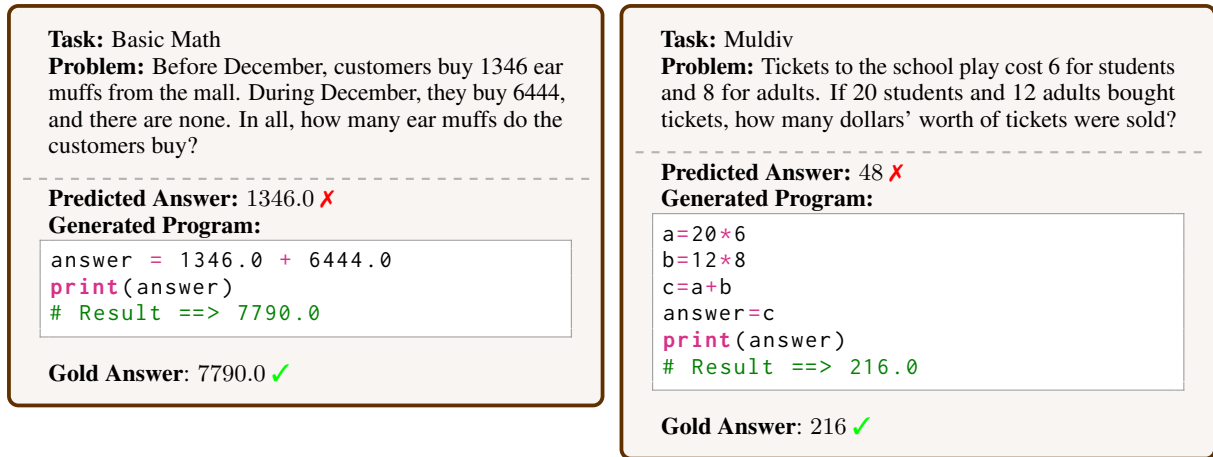 Task: Basic Math
Problem: Before December, customers buy 1346 ear
muffs from the mall. During December, they buy 6444,
and there are none. In all, how many ear muffs do the
customers buy?
Predicted Answer: 1346.0 ✗
Generated Program:
answer = 1346.0 + 6444.0
print(answer)
# Result ==> 7790.0
Gold Answer: 7790.0 ✓
Task: Muldiv
Problem: Tickets to the school play cost 6 for students
and 8 for adults. If 20 students and 12 adults bought
tickets, how many dollars' worth of tickets were sold?
Predicted Answer: 48 ✗
Generated Program:
a=20*6
b=12*8
c=a+b
answer=c
print(answer)
# Result ==> 216.0
Gold Answer: 216 ✓